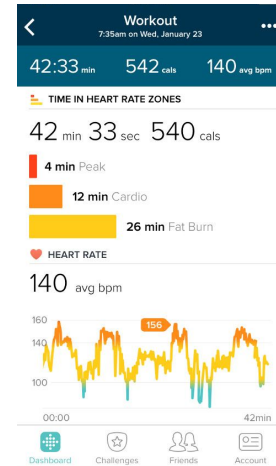 Workout
7:35am on Wed, January 23
42:33 min 542 cals 140 avg bpm
TIME IN HEART RATE ZONES
42 min 33 sec 540 cals
4 min Peak
12 min Cardio
26 min Fat Burn
HEART RATE
140 avg bpm
160
156
140
100
00:00 42min
Dashboard Challenges Friends Account